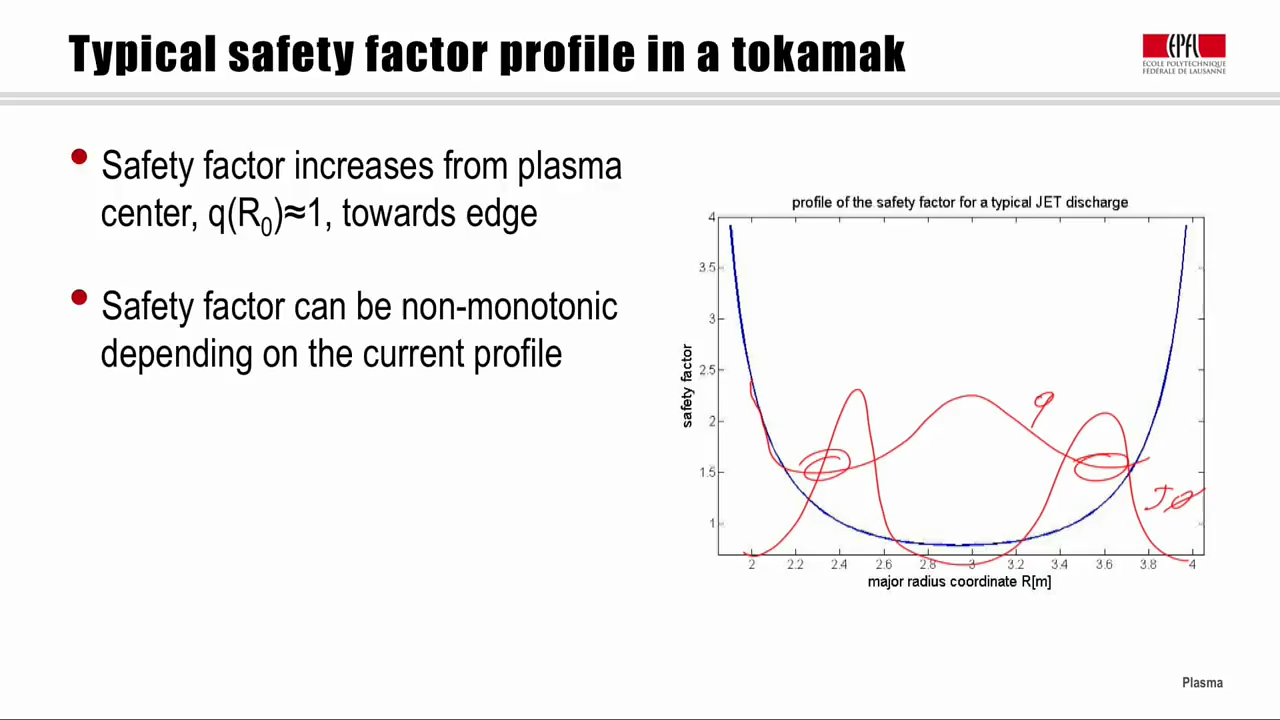 Typical safety factor profile in a tokamak
EPFL
ÉCOLE POLYTECHNIQUE
FÉDÉRALE DE LAUSANNE
• Safety factor increases from plasma
center, q(R₀)≈1, towards edge
• Safety factor can be non-monotonic
depending on the current profile
profile of the safety factor for a typical JET discharge
4
3.5
3
2.5
2
1.5
1
safety factor
q
2 2.2 2.4 2.6 2.8 3 3.2 3.4 3.6 3.8 4
major radius coordinate R[m]
Plasma